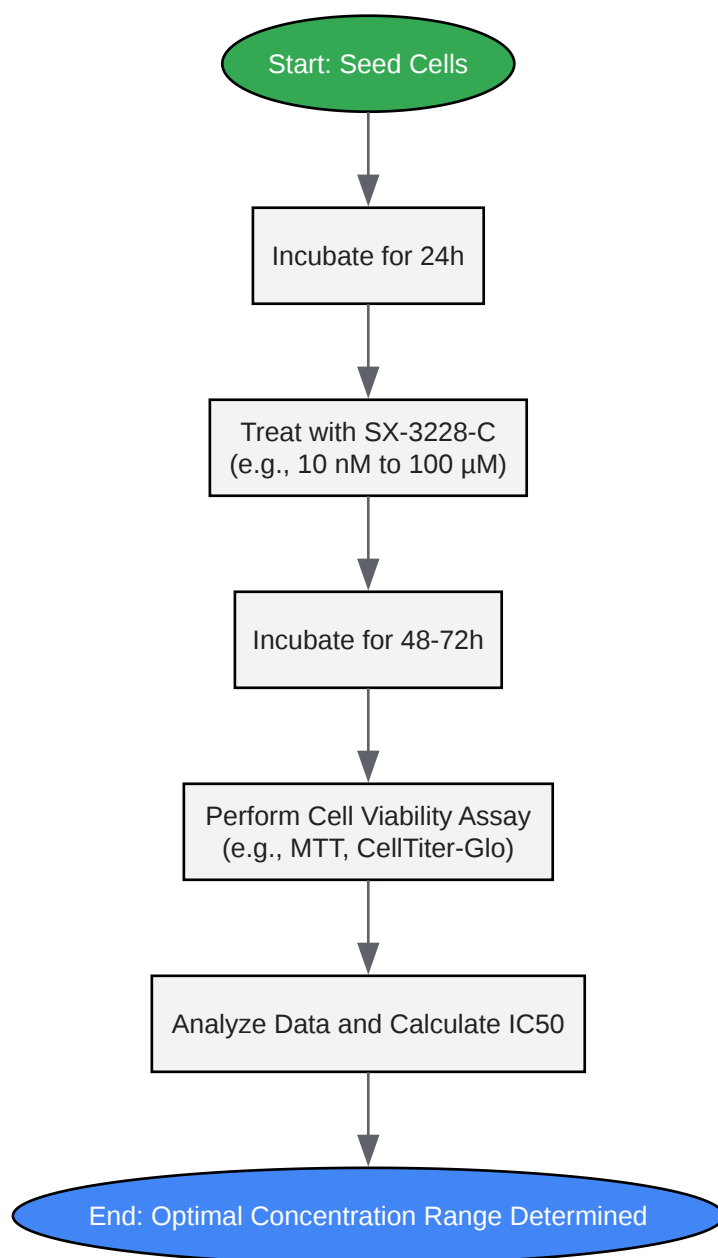 Start: Seed Cells
Incubate for 24h
Treat with SX-3228-C
(e.g., 10 nM to 100 µM)
Incubate for 48-72h
Perform Cell Viability Assay
(e.g., MTT, CellTiter-Glo)
Analyze Data and Calculate IC50
End: Optimal Concentration Range Determined